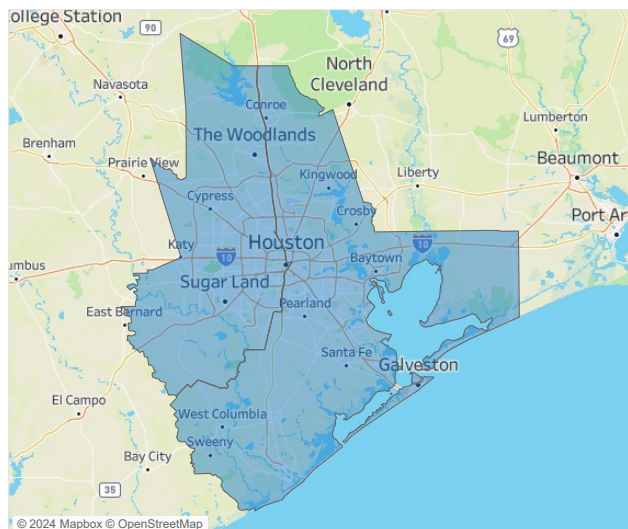 College Station
90
69
Navasota
North
Cleveland
Conroe
Lumberton
The Woodlands
Brenham
Prairie View
Beaumont
Kingwood
Liberty
Cypress
Crosby
Port Ar
Katy
Houston
10
10
Baytown
umbus
Sugar Land
East Bernard
Pearland
Santa Fe
Galveston
El Campo
West Columbia
Sweeny
Bay City
35
© 2024 Mapbox © OpenStreetMap